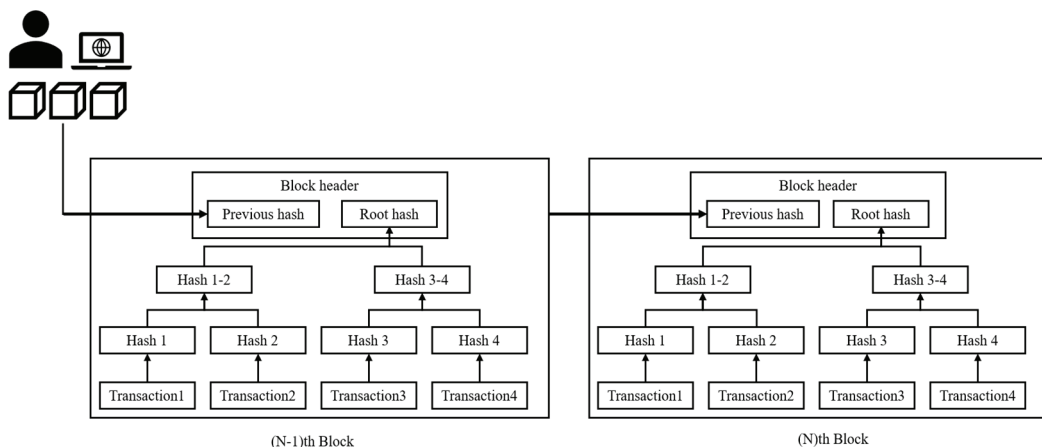 Block header
Previous hash
Root hash
Hash 1-2
Hash 3-4
Hash 1
Hash 2
Hash 3
Hash 4
Transaction1
Transaction2
Transaction3
Transaction4
(N-1)th Block
Block header
Previous hash
Root hash
Hash 1-2
Hash 3-4
Hash 1
Hash 2
Hash 3
Hash 4
Transaction1
Transaction2
Transaction3
Transaction4
(N)th Block